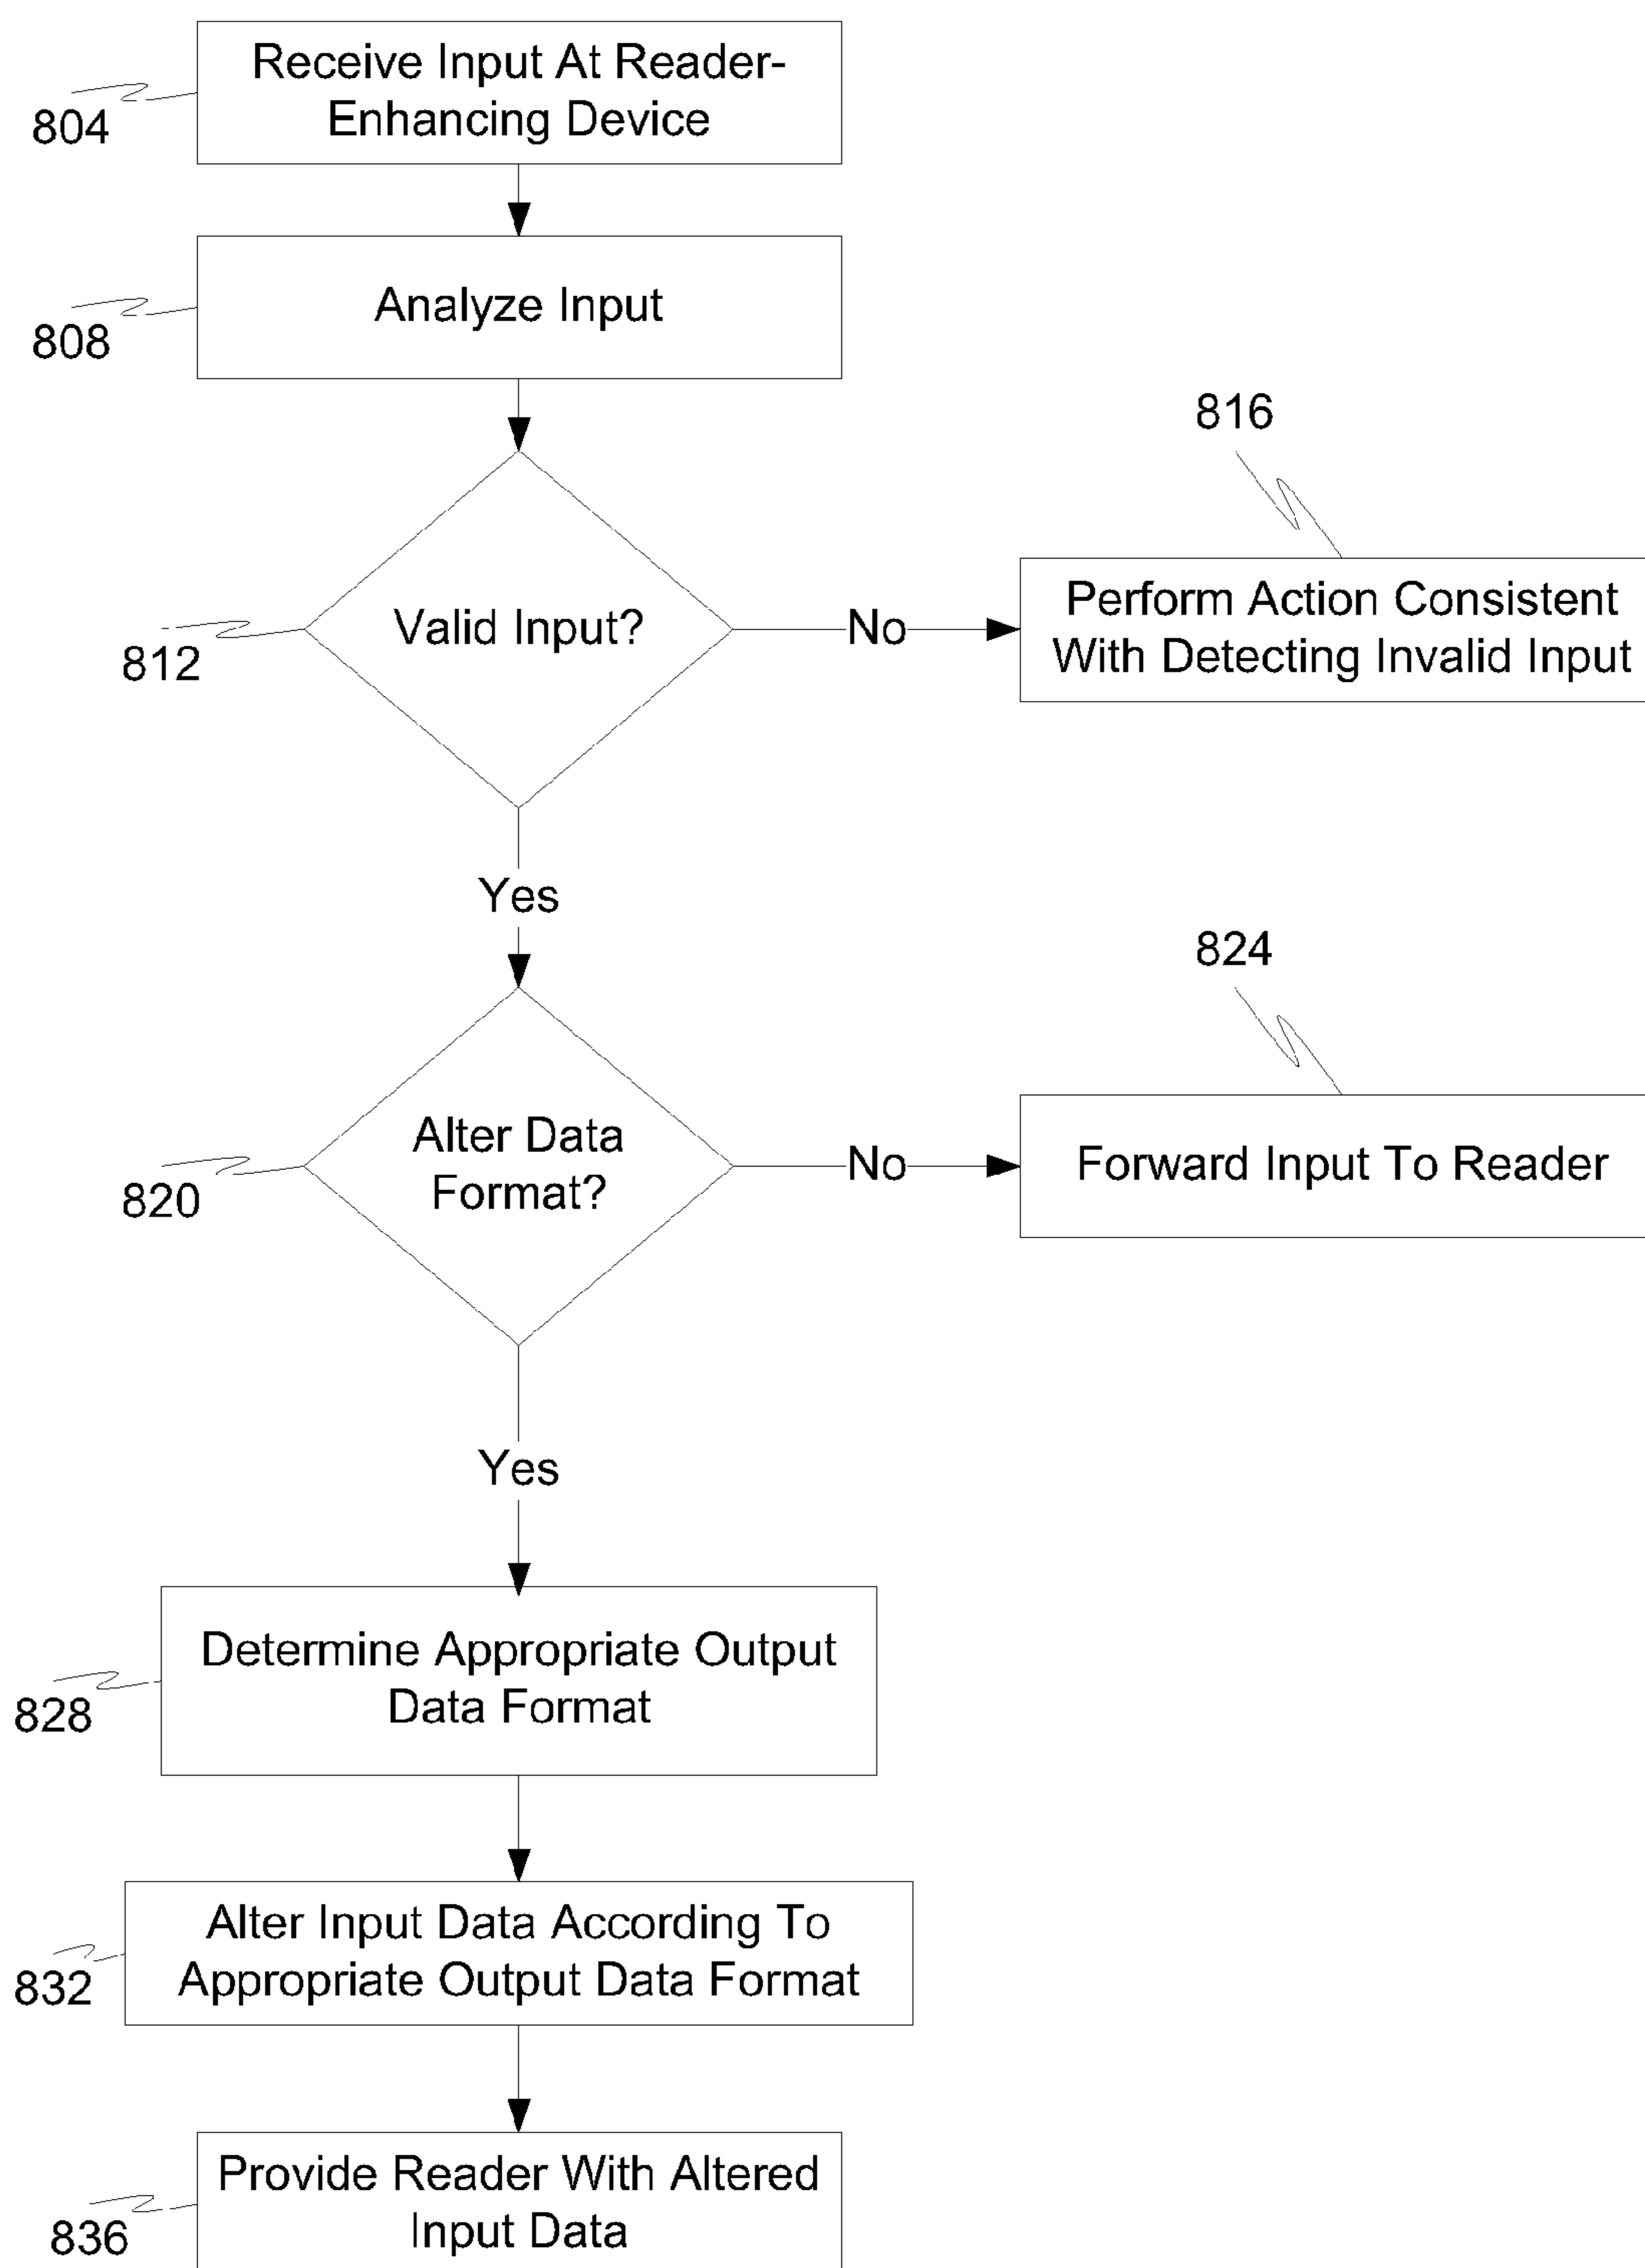 Receive Input At Reader-
Enhancing Device
804
Analyze Input
808
816
Valid Input?
No
Perform Action Consistent
With Detecting Invalid Input
812
Yes
824
Alter Data
Format?
No
Forward Input To Reader
820
Yes
Determine Appropriate Output
Data Format
828
Alter Input Data According To
Appropriate Output Data Format
832
Provide Reader With Altered
Input Data
836